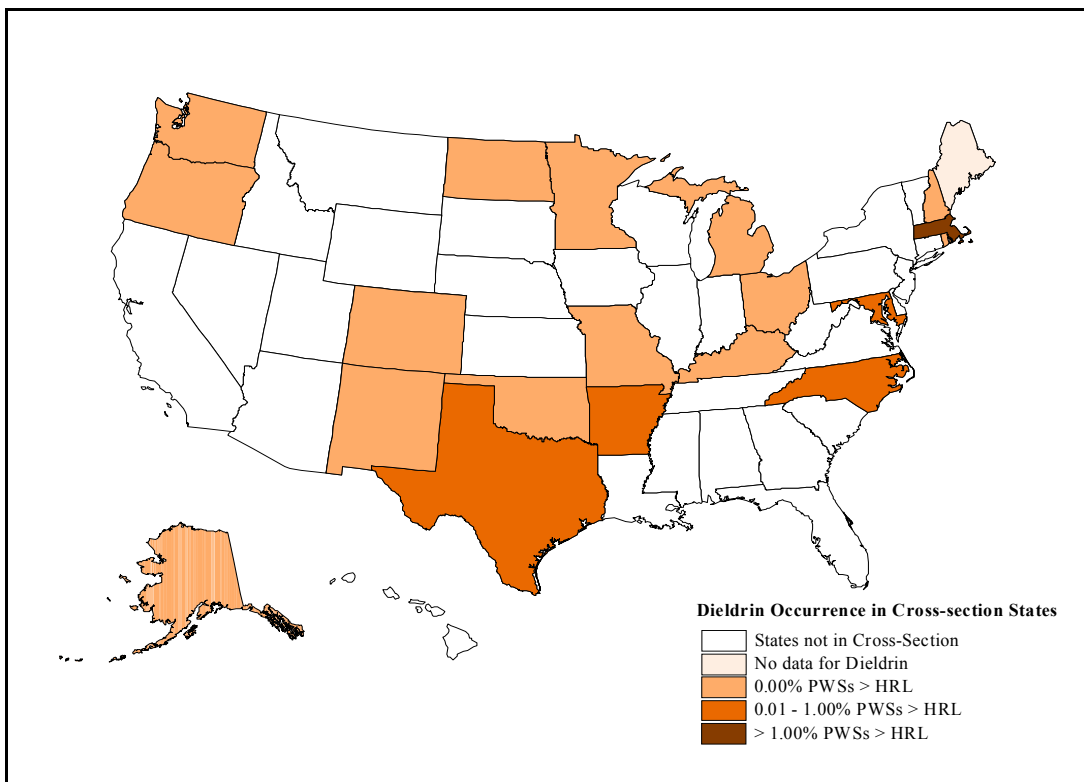 Dieldrin Occurrence in Cross-section States
States not in Cross-Section
No data for Dieldrin
0.00% PWSs > HRL
0.01 - 1.00% PWSs > HRL
> 1.00% PWSs > HRL